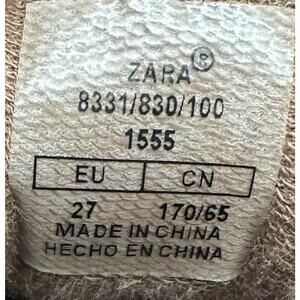 ZARA®
8331/830/100
1555
EU CN
27 170/65
MADE IN CHINA
HECHO EN CHINA